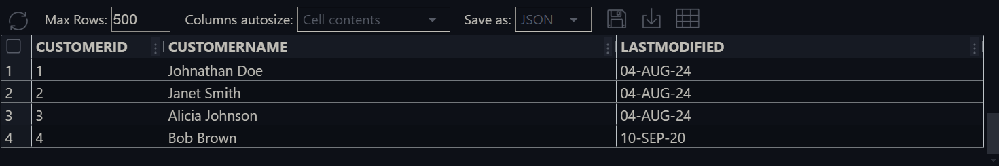 Max Rows: 500 Columns autosize: Cell contents Save as: JSON
CUSTOMERID CUSTOMERNAME LASTMODIFIED
1 1 Johnathan Doe 04-AUG-24
2 2 Janet Smith 04-AUG-24
3 3 Alicia Johnson 04-AUG-24
4 4 Bob Brown 10-SEP-20